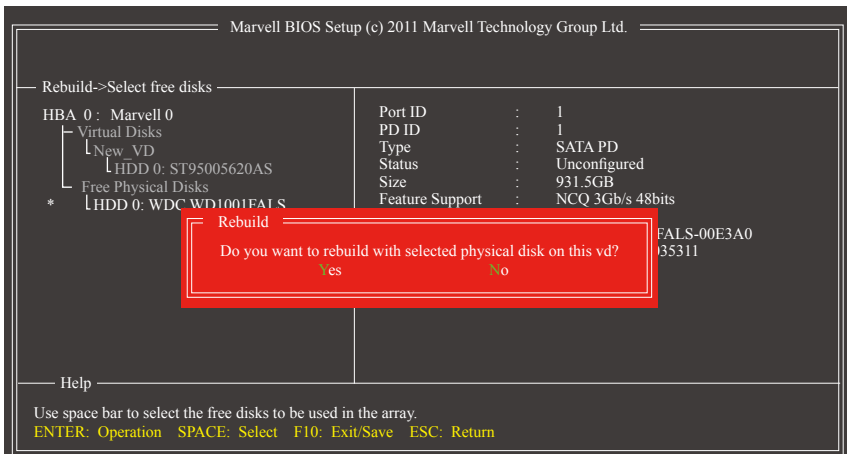 Marvell BIOS Setup (c) 2011 Marvell Technology Group Ltd.
Rebuild->Select free disks
HBA 0 : Marvell 0
Virtual Disks
New_VD
HDD 0: ST95005620AS
Free Physical Disks
* HDD 0: WDC WD1001FALS
Port ID : 1
PD ID : 1
Type : SATA PD
Status : Unconfigured
Size : 931.5GB
Feature Support : NCQ 3Gb/s 48bits
FALS-00E3A0
035311
Rebuild
Do you want to rebuild with selected physical disk on this vd?
Yes No
Help
Use space bar to select the free disks to be used in the array.
ENTER: Operation SPACE: Select F10: Exit/Save ESC: Return